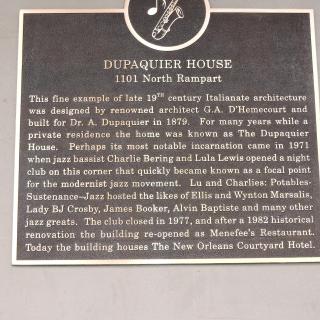 DUPAQUIER HOUSE
1101 North Rampart
This fine example of late 19TH century Italianate architecture
was designed by renowned architect G.A. D'Hemecourt and
built for Dr. A. Dupaquier in 1879. For many years while a
private residence the home was known as The Dupaquier
House. Perhaps its most notable incarnation came in 1971
when jazz bassist Charlie Bering and Lula Lewis opened a night
club on this corner that quickly became known as a focal point
for the modernist jazz movement. Lu and Charlies: Potables-
Sustenance-Jazz hosted the likes of Ellis and Wynton Marsalis,
Lady BJ Crosby, James Booker, Alvin Baptiste and many other
jazz greats. The club closed in 1977, and after a 1982 historical
renovation the building re-opened as Menefee's Restaurant.
Today the building houses The New Orleans Courtyard Hotel.